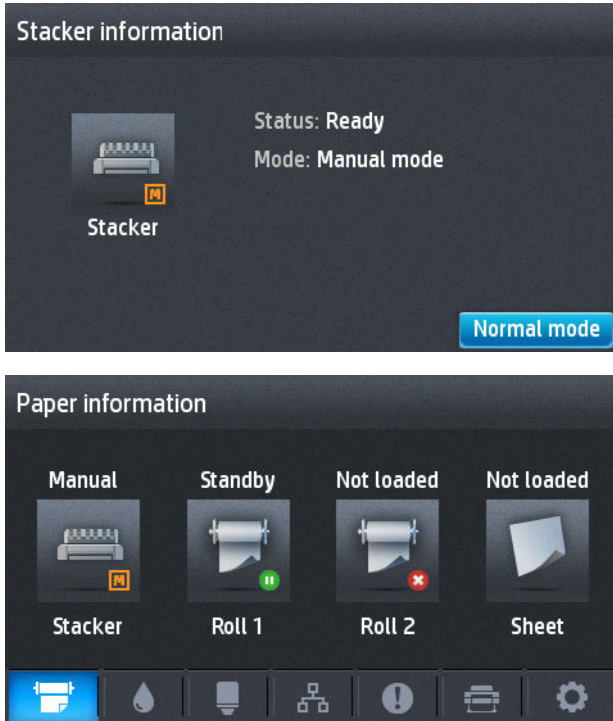 Stacker information
Status: Ready
Mode: Manual mode
M
Stacker
Normal mode
Paper information
Manual Standby Not loaded Not loaded
M
Stacker Roll 1 Roll 2 Sheet